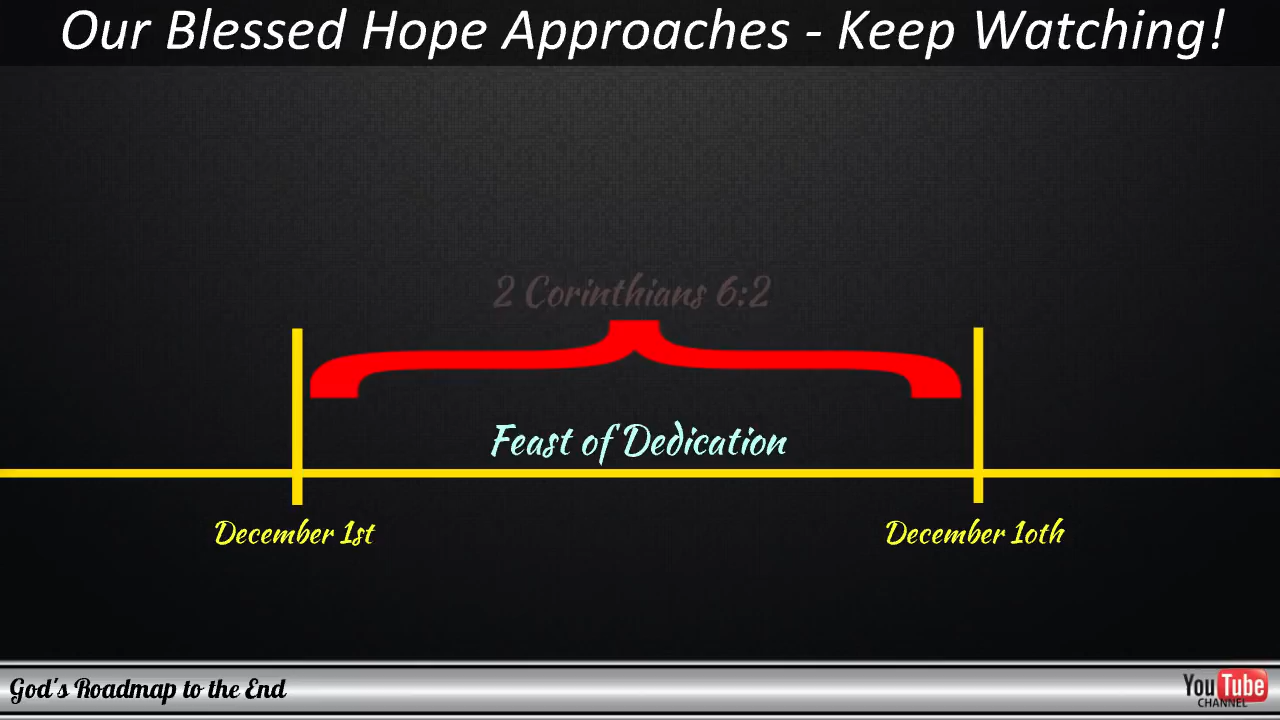 Our Blessed Hope Approaches - Keep Watching!
2 Corinthians 6:2
Feast of Dedication
December 1st
December 10th
God's Roadmap to the End
YouTube
CHANNEL